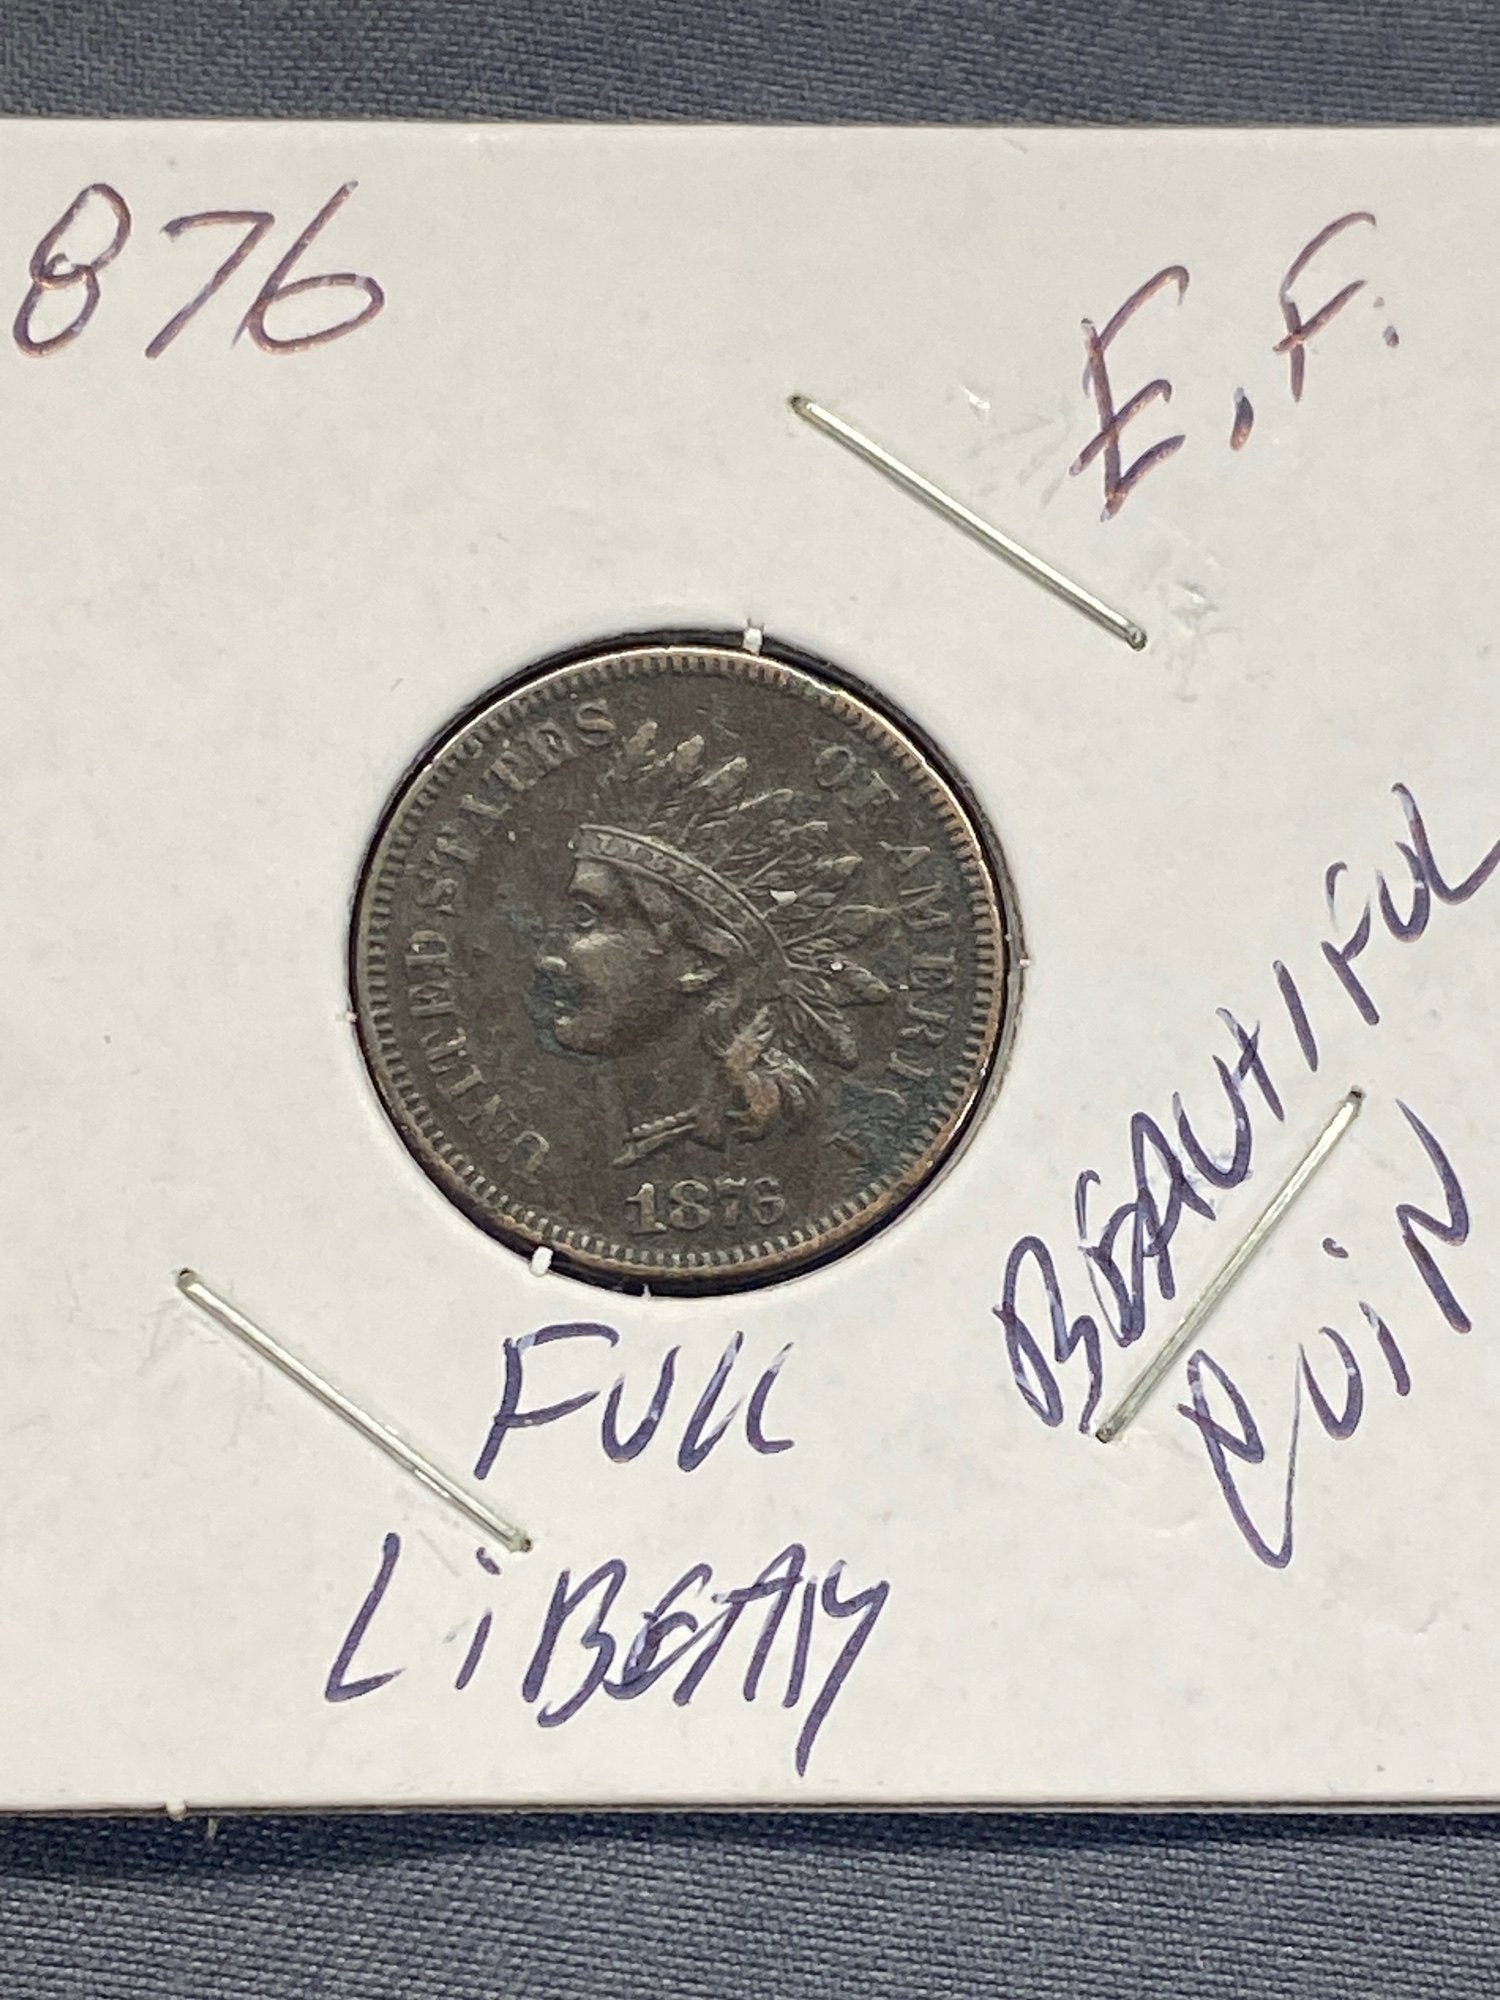 876
E.F.
UNITED STATES OF AMERICA
1876
BEAUTIFUL
COIN
FULL
LIBERTY